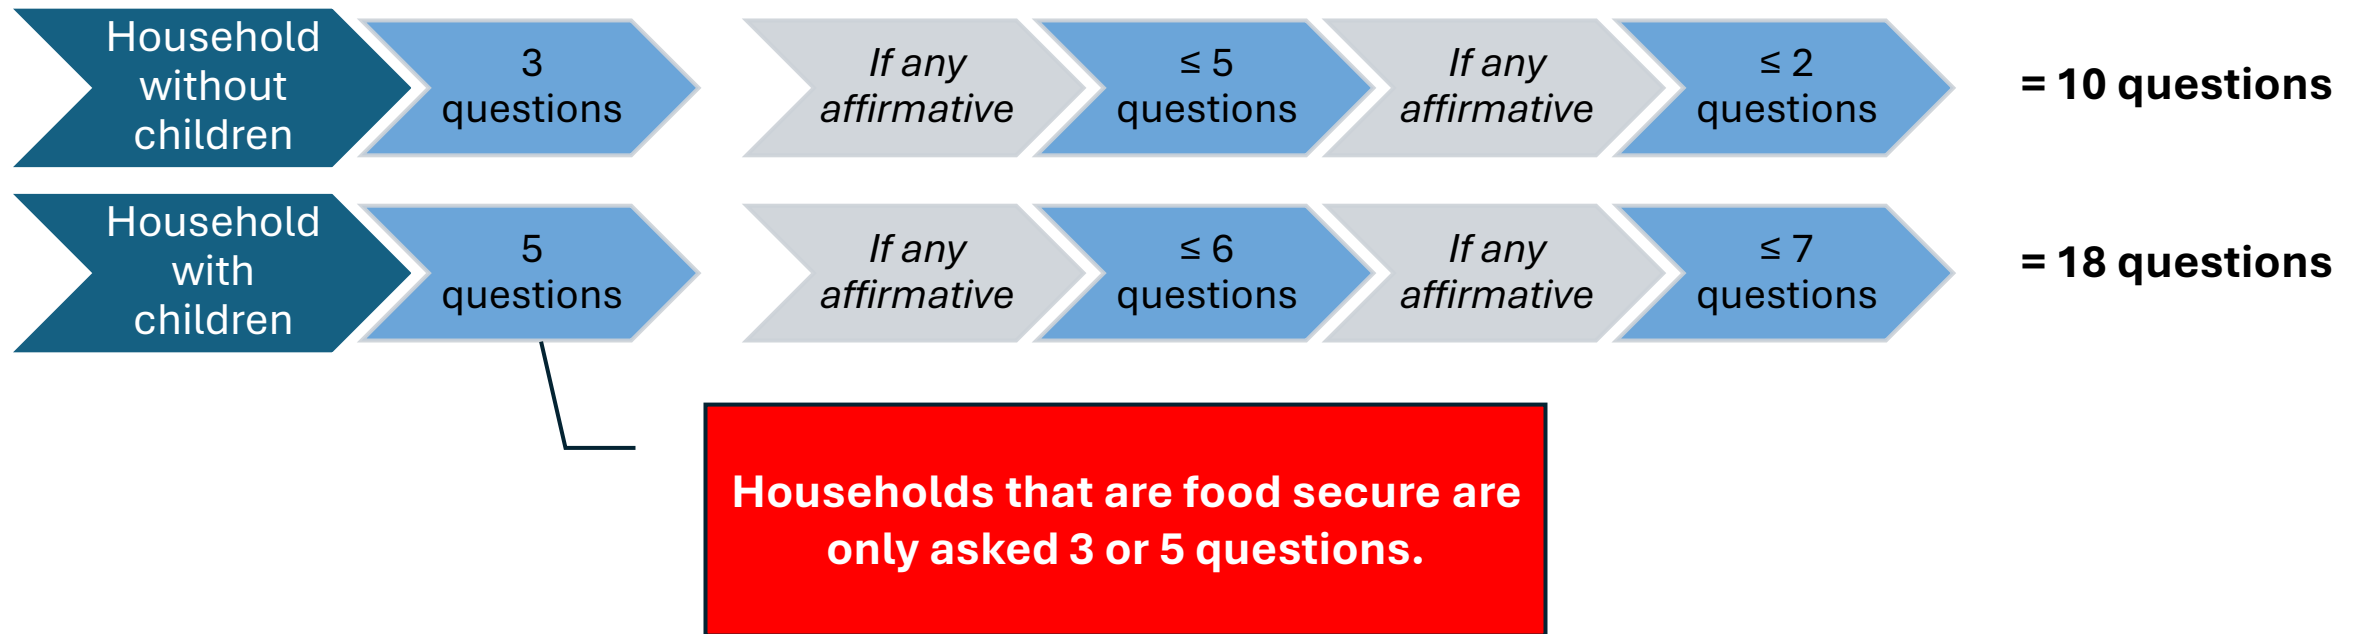 Household
without
children
3
questions
If any
affirmative
≤ 5
questions
If any
affirmative
≤ 2
questions
= 10 questions
Household
with
children
5
questions
If any
affirmative
≤ 6
questions
If any
affirmative
≤ 7
questions
= 18 questions
Households that are food secure are
only asked 3 or 5 questions.